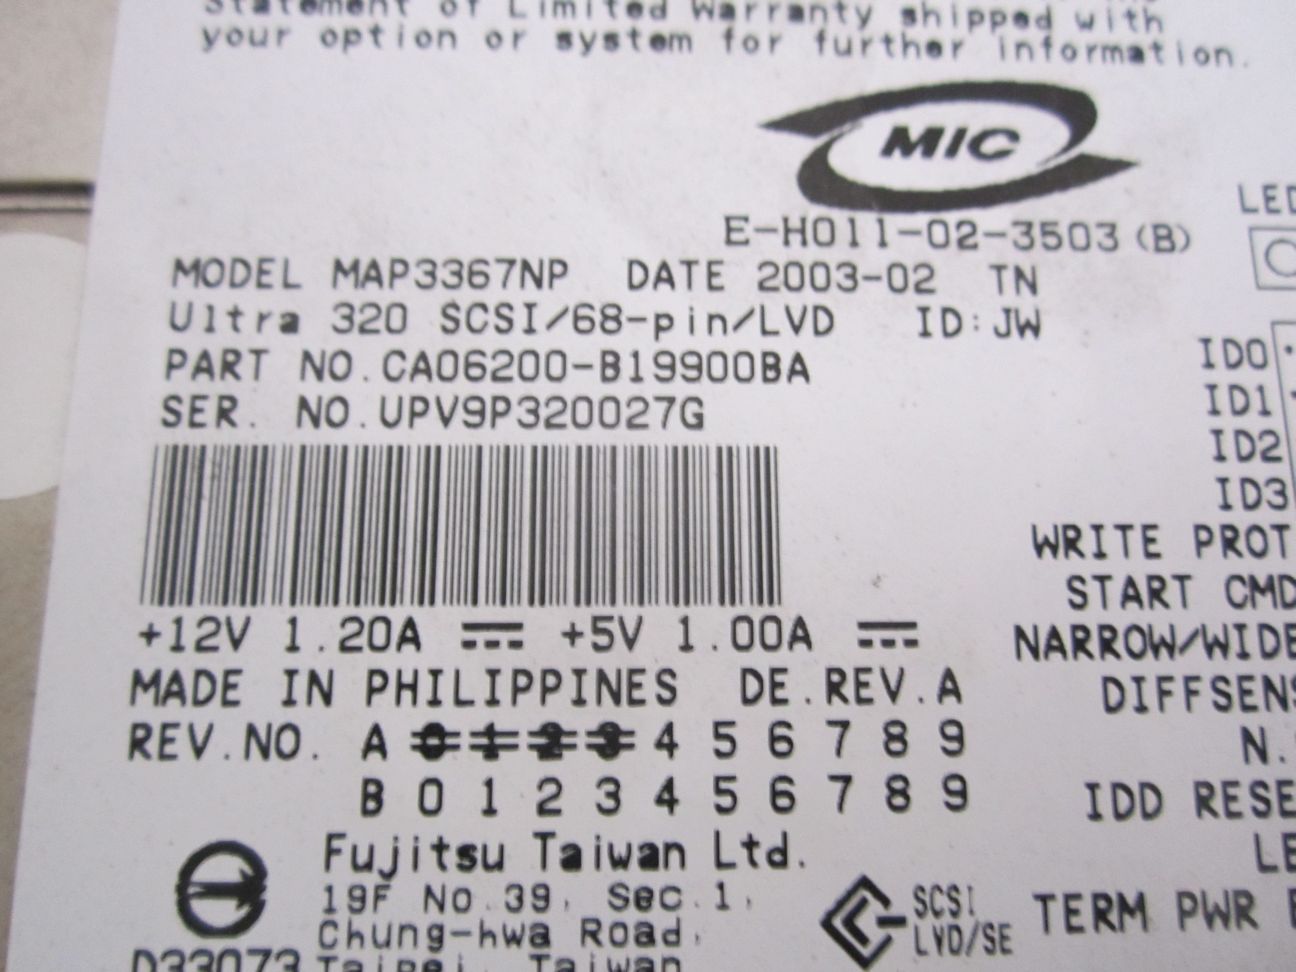 Statement of Limited Warranty shipped with
your option or system for further information.
MIC
E-H011-02-3503 (B)
LED
MODEL MAP3367NP DATE 2003-02 TN
Ultra 320 SCSI/68-pin/LVD ID:JW
PART NO.CA06200-B19900BA
SER. NO.UPV9P320027G
ID0
ID1
ID2
ID3
WRITE PROT
START CMD
NARROW/WIDE
DIFFSENS
N.
IDD RESE
LE
TERM PWR
+12V 1.20A +5V 1.00A
MADE IN PHILIPPINES DE.REV.A
REV.NO. A 0 1 2 3 4 5 6 7 8 9
B 0 1 2 3 4 5 6 7 8 9
Fujitsu Taiwan Ltd.
19F No.39, Sec.1,
Chung-hwa Road,
Taipei, Taiwan
D33073
SCSI
LVD/SE